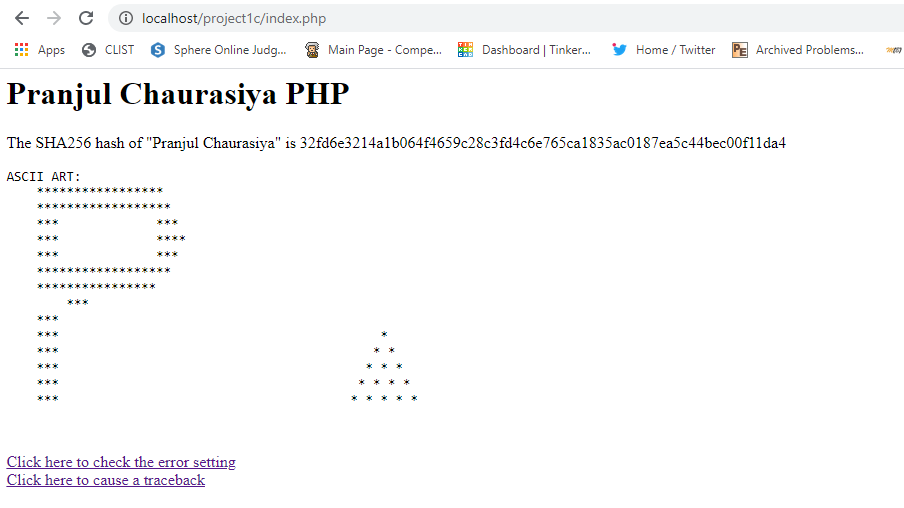 localhost/project1c/index.php
Apps CLIST Sphere Online Judg... Main Page - Compe... Dashboard | Tinker... Home / Twitter Archived Problems...
Pranjul Chaurasiya PHP
The SHA256 hash of "Pranjul Chaurasiya" is 32fd6e3214a1b064f4659c28c3fd4c6e765ca1835ac0187ea5c44bec00f11da4
ASCII ART:
    *****************
    ******************
    ***             ***
    ***             ****
    ***             ***
    ******************
    ****************
        ***
    ***
    ***                                           *
    ***                                          * *
    ***                                         * * *
    ***                                        * * * *
    ***                                       * * * * *
Click here to check the error setting
Click here to cause a traceback